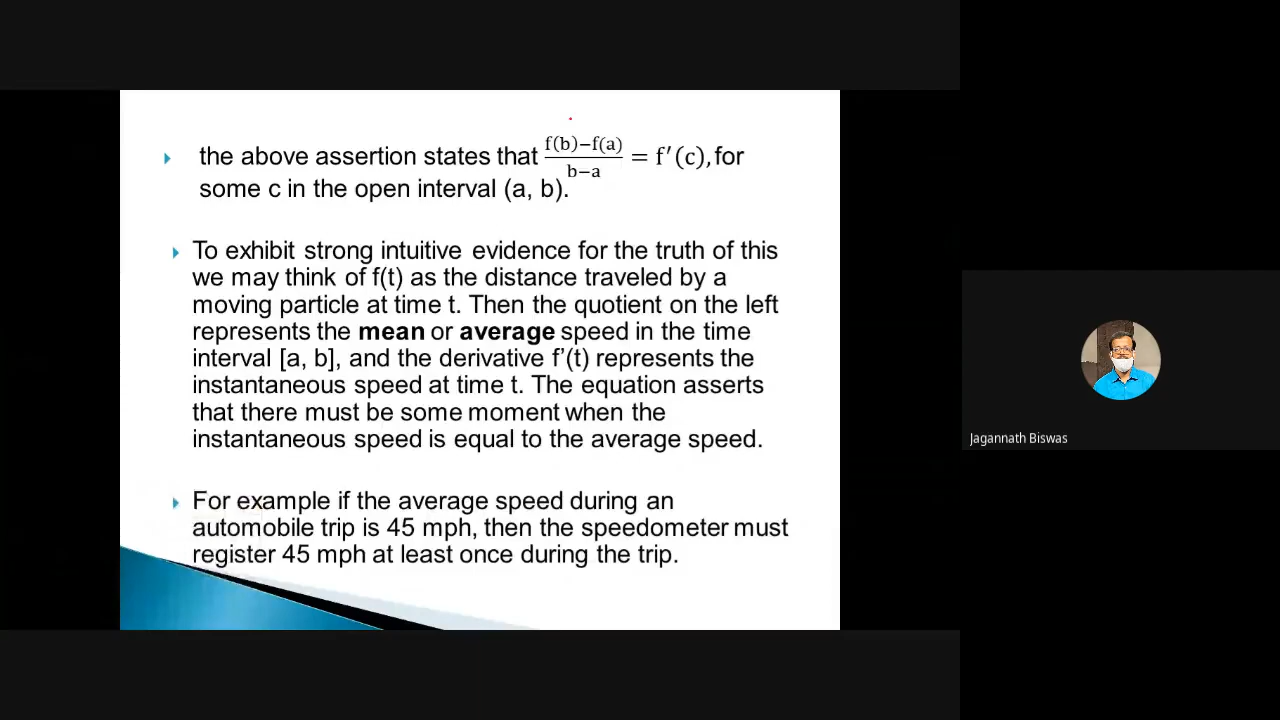 the above assertion states that f(b)−f(a)/b−a = f′(c), for
some c in the open interval (a, b).
To exhibit strong intuitive evidence for the truth of this
we may think of f(t) as the distance traveled by a
moving particle at time t. Then the quotient on the left
represents the mean or average speed in the time
interval [a, b], and the derivative f’(t) represents the
instantaneous speed at time t. The equation asserts
that there must be some moment when the
instantaneous speed is equal to the average speed.
For example if the average speed during an
automobile trip is 45 mph, then the speedometer must
register 45 mph at least once during the trip.
Jagannath Biswas